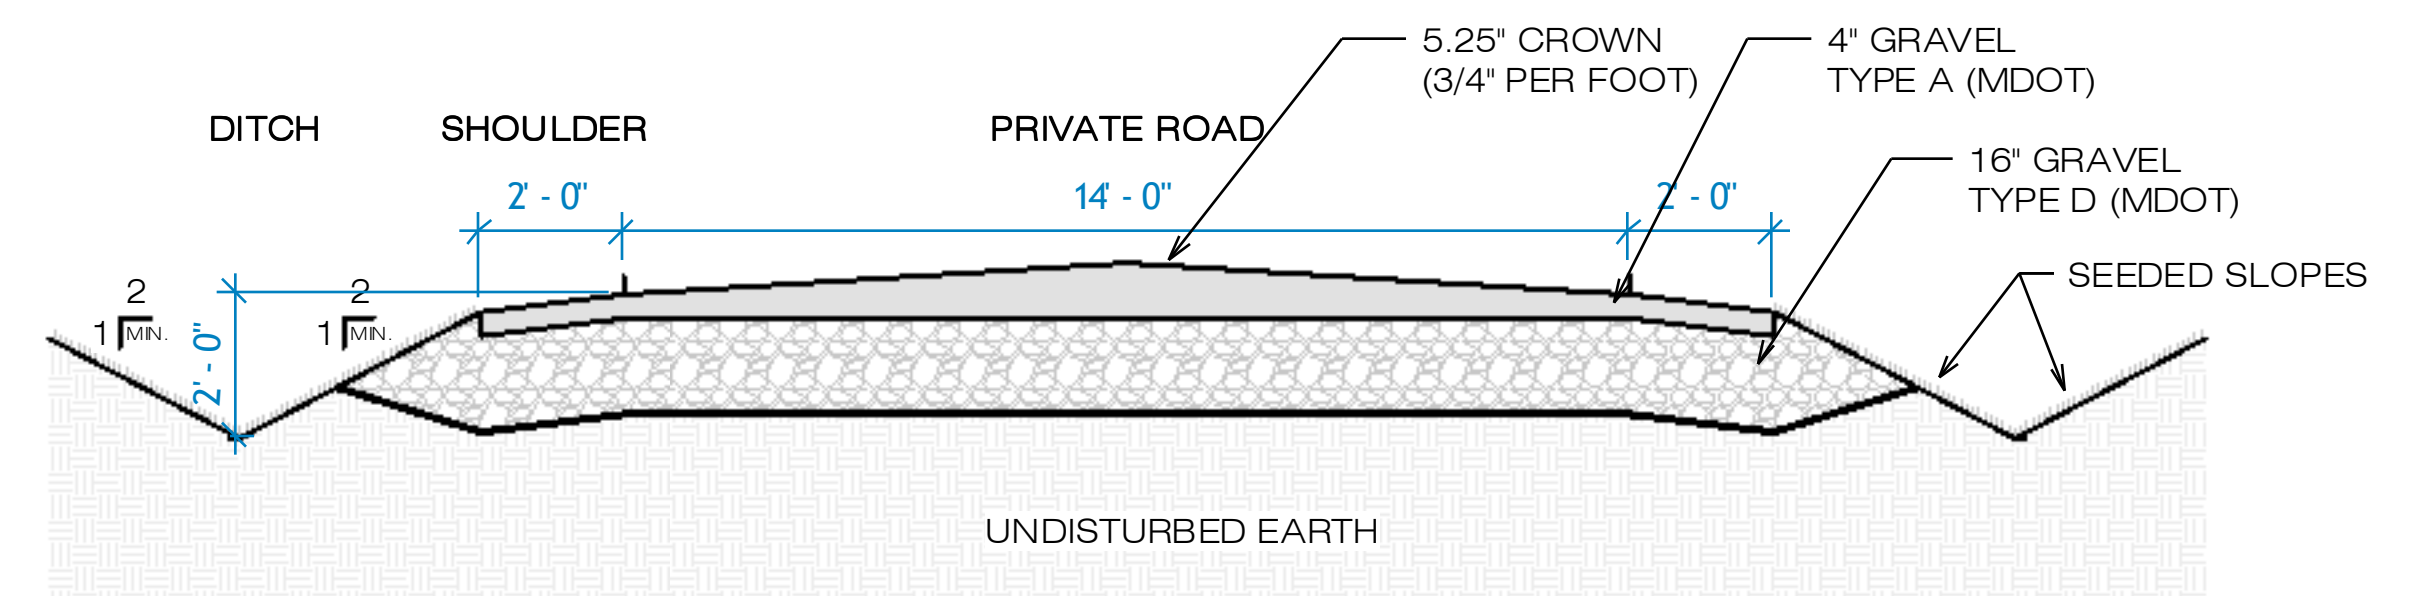 5.25" CROWN
(3/4" PER FOOT)
4" GRAVEL
TYPE A (MDOT)
DITCH
SHOULDER
PRIVATE ROAD
16" GRAVEL
TYPE D (MDOT)
2' - 0"
14' - 0"
2' - 0"
SEEDED SLOPES
2
1 MIN.
2
1 MIN.
2' - 0"
UNDISTURBED EARTH